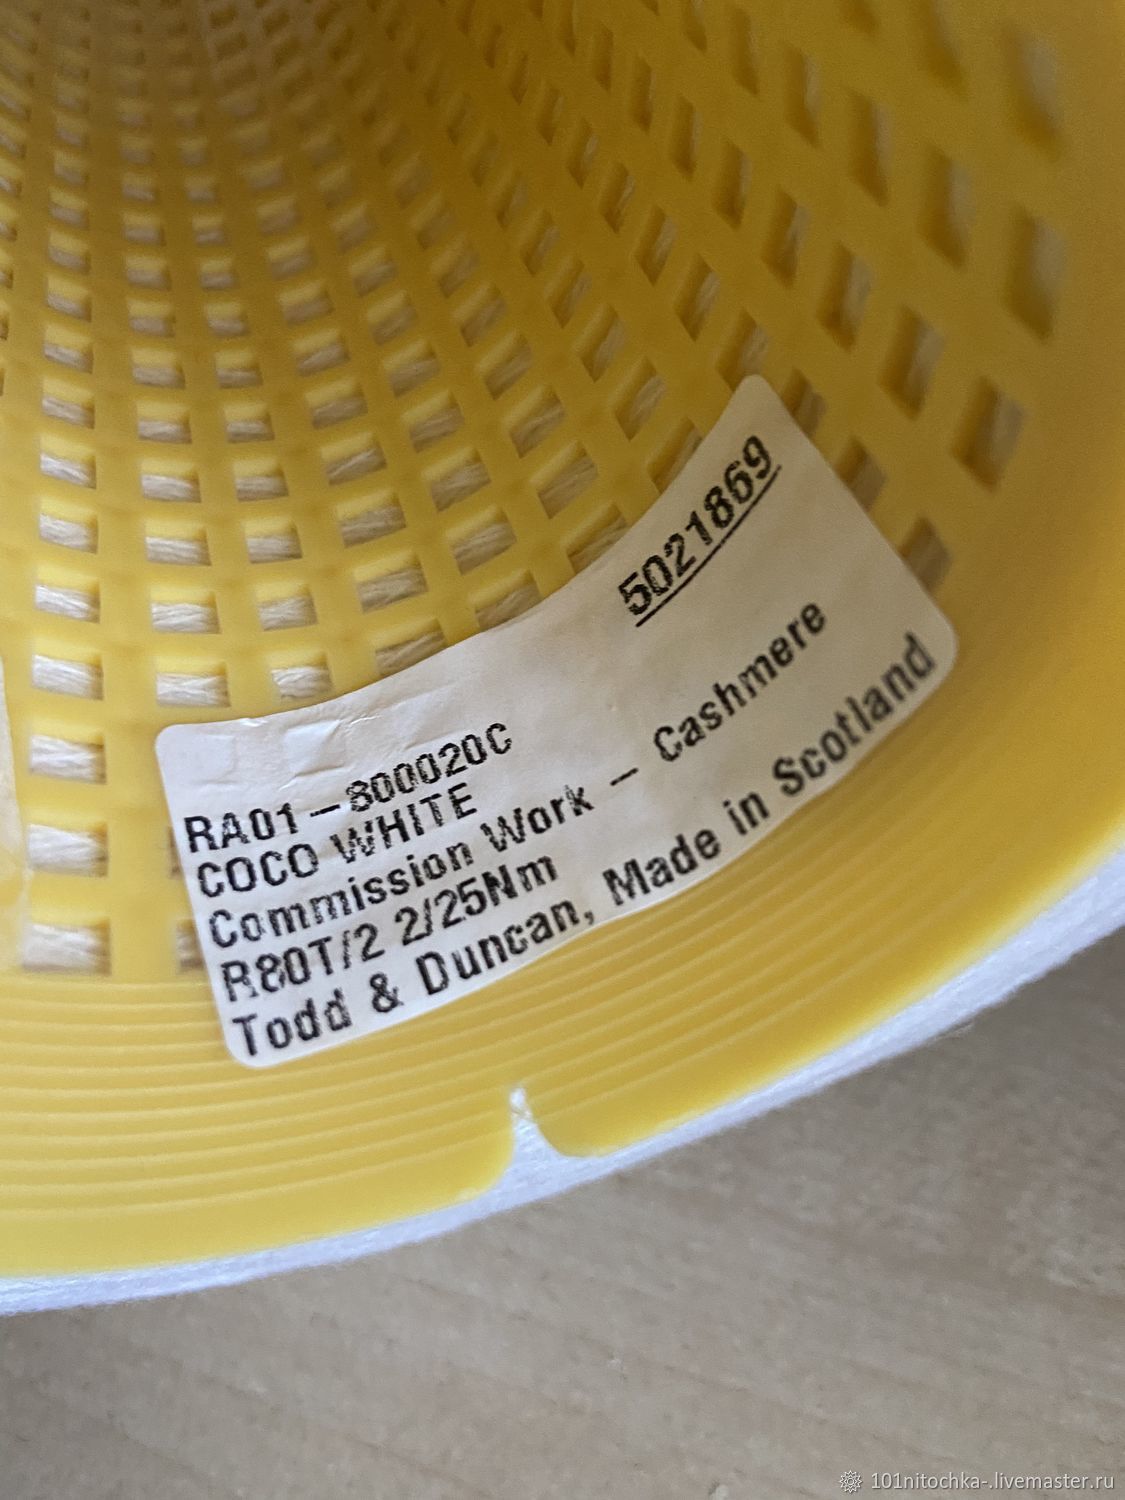 5021869
RA01-800020C
COCO WHITE
Commission Work - Cashmere
R80T/2 2/25Nm
Todd & Duncan, Made in Scotland
101nitochka-.livemaster.ru